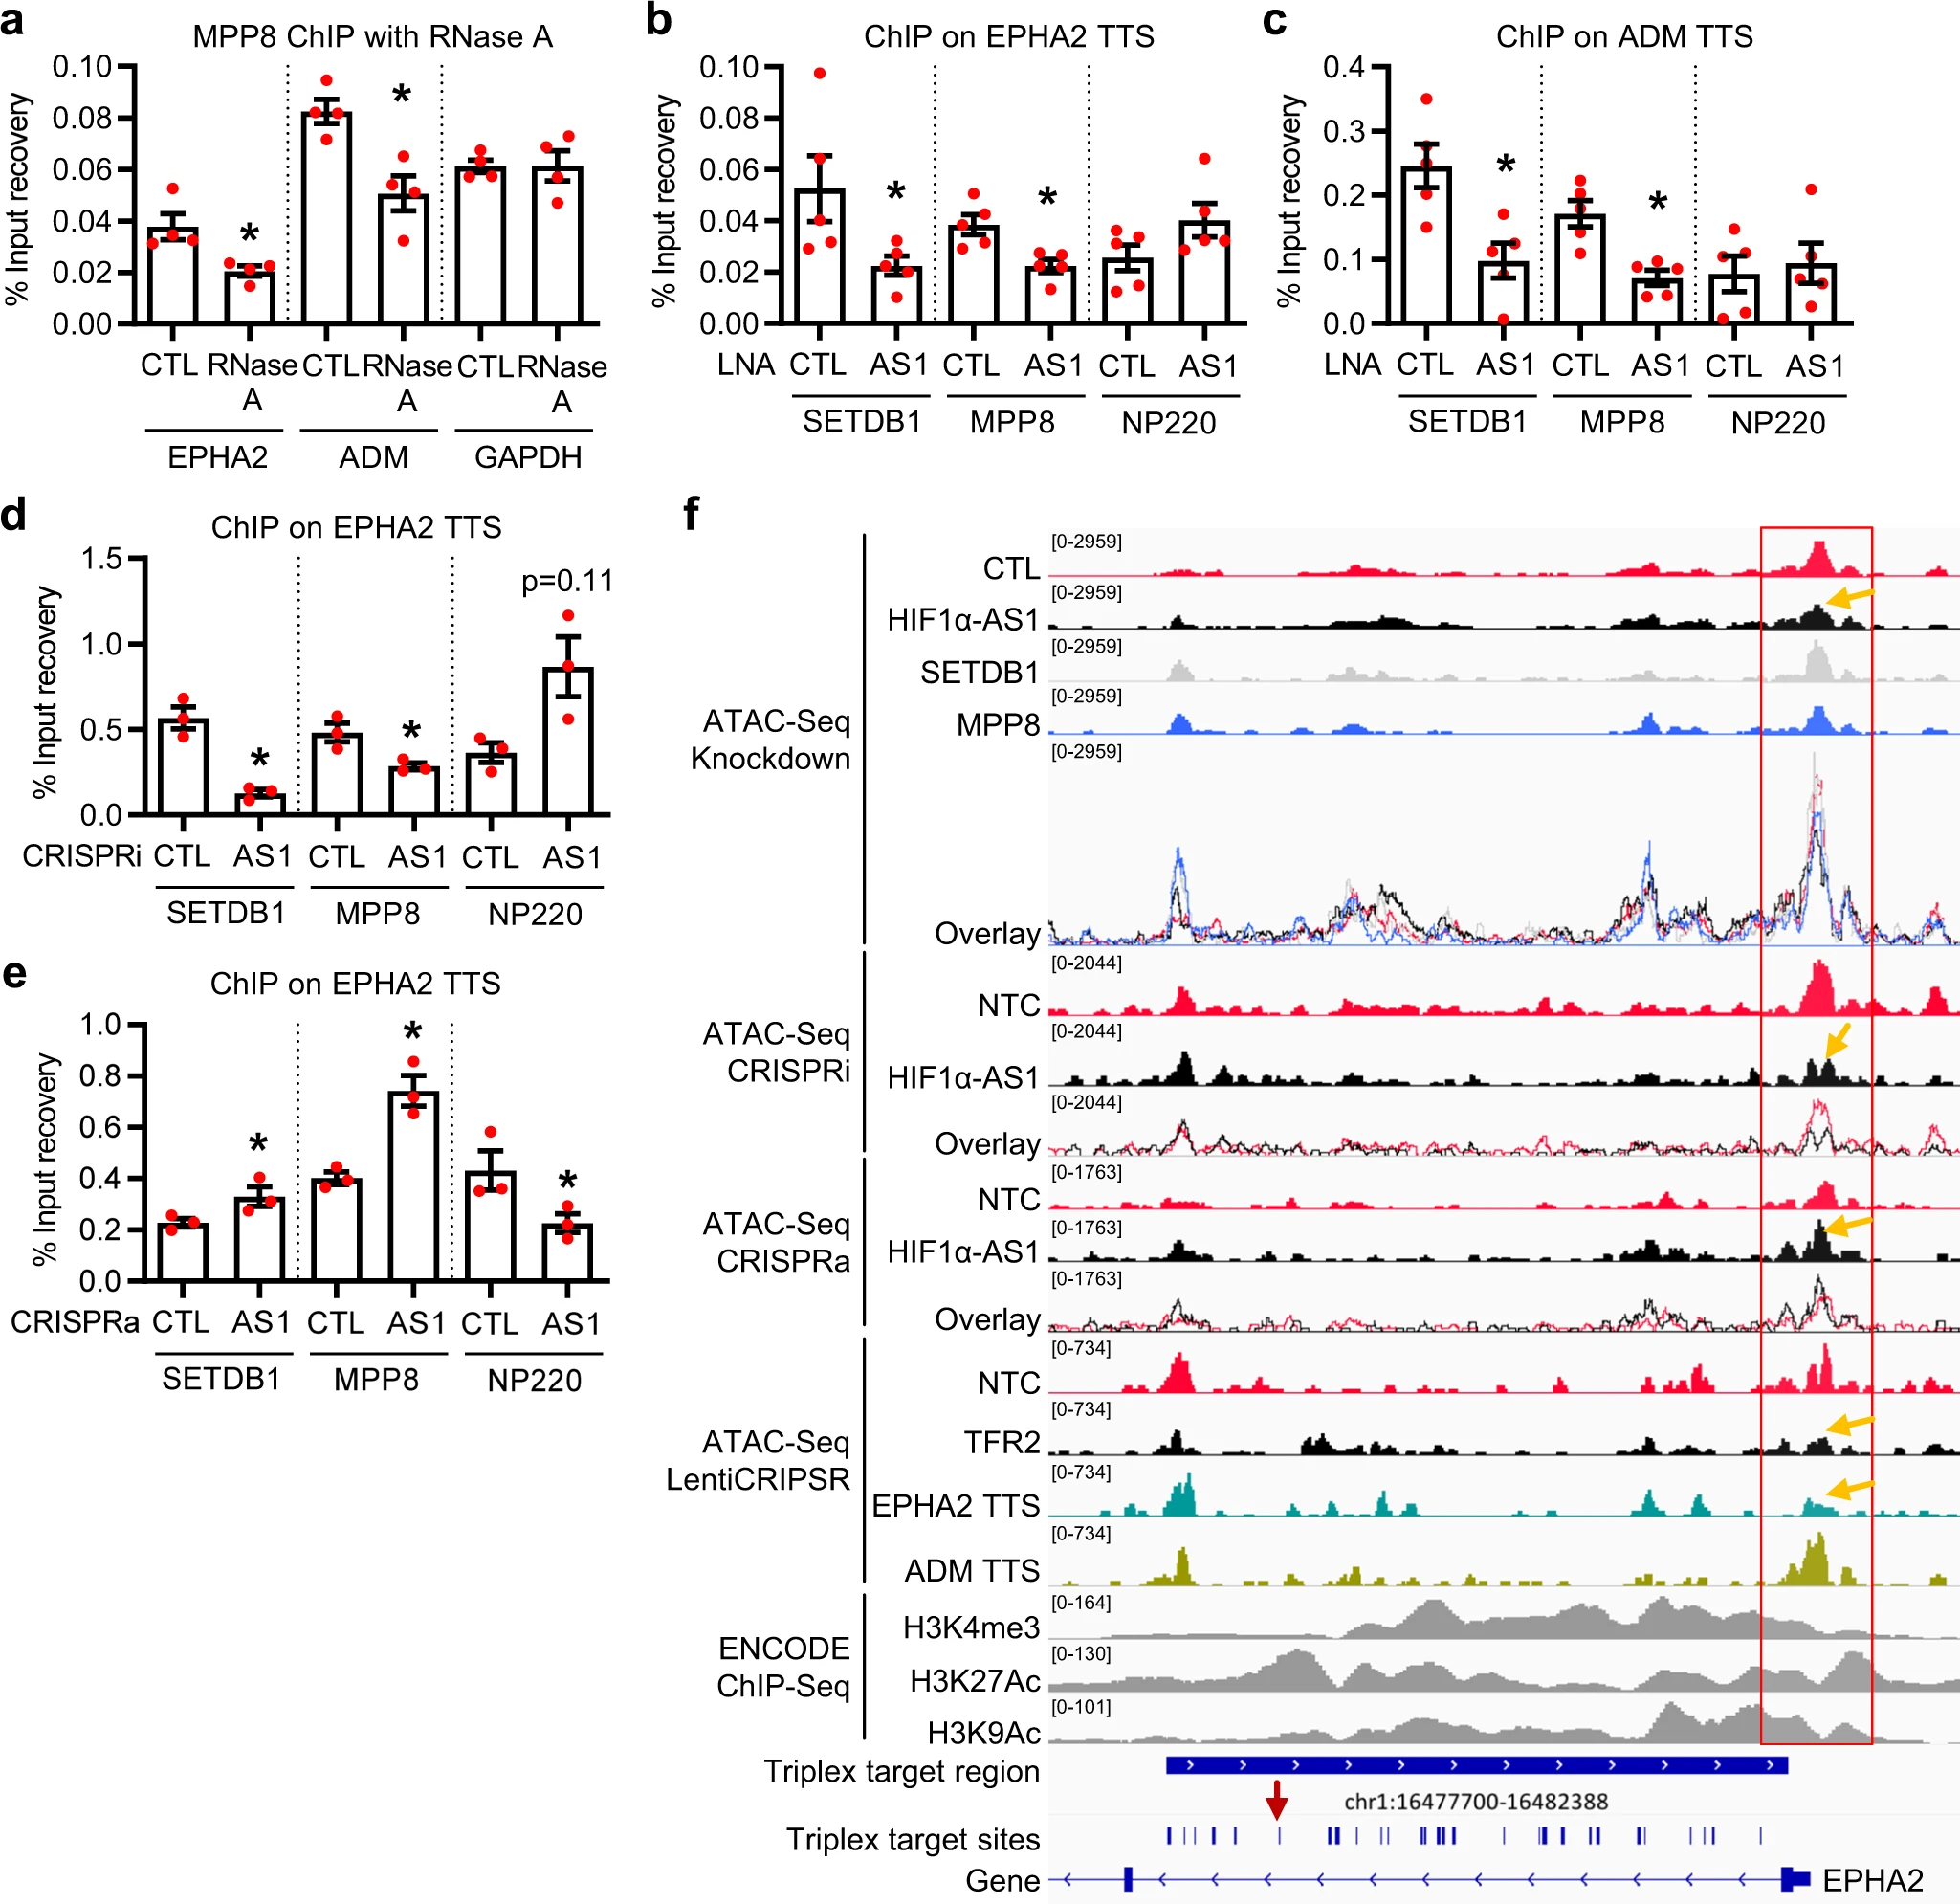 a
MPP8 ChIP with RNase A
% Input recovery
0.10
0.08
0.06
0.04
0.02
0.00
*
*
CTL RNase A CTL RNase A CTL RNase A
EPHA2 ADM GAPDH
b
ChIP on EPHA2 TTS
% Input recovery
0.10
0.08
0.06
0.04
0.02
0.00
*
*
LNA CTL AS1 CTL AS1 CTL AS1
SETDB1 MPP8 NP220
c
ChIP on ADM TTS
% Input recovery
0.4
0.3
0.2
0.1
0.0
*
*
LNA CTL AS1 CTL AS1 CTL AS1
SETDB1 MPP8 NP220
d
ChIP on EPHA2 TTS
% Input recovery
1.5
1.0
0.5
0.0
*
*
p=0.11
CRISPRi CTL AS1 CTL AS1 CTL AS1
SETDB1 MPP8 NP220
e
ChIP on EPHA2 TTS
% Input recovery
1.0
0.8
0.6
0.4
0.2
0.0
*
*
*
CRISPRa CTL AS1 CTL AS1 CTL AS1
SETDB1 MPP8 NP220
f
ATAC-Seq
Knockdown
CTL [0-2959]
HIF1α-AS1 [0-2959]
SETDB1 [0-2959]
MPP8 [0-2959]
Overlay [0-2959]
ATAC-Seq
CRISPRi
NTC [0-2044]
HIF1α-AS1 [0-2044]
Overlay [0-2044]
ATAC-Seq
CRISPRa
NTC [0-1763]
HIF1α-AS1 [0-1763]
Overlay [0-1763]
ATAC-Seq
LentiCRIPSR
NTC [0-734]
TFR2 [0-734]
EPHA2 TTS [0-734]
ADM TTS [0-734]
ENCODE
ChIP-Seq
H3K4me3 [0-164]
H3K27Ac [0-130]
H3K9Ac [0-101]
Triplex target region
chr1:16477700-16482388
Triplex target sites
Gene EPHA2